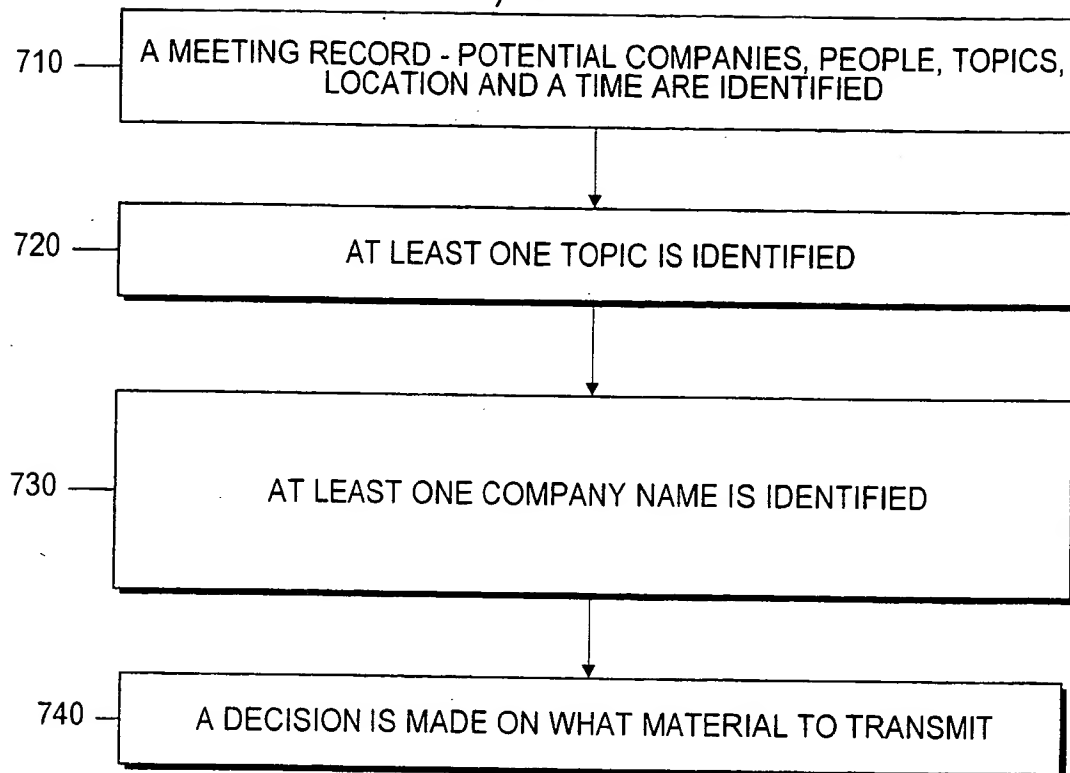 710
A MEETING RECORD - POTENTIAL COMPANIES, PEOPLE, TOPICS,
LOCATION AND A TIME ARE IDENTIFIED
720
AT LEAST ONE TOPIC IS IDENTIFIED
730
AT LEAST ONE COMPANY NAME IS IDENTIFIED
740
A DECISION IS MADE ON WHAT MATERIAL TO TRANSMIT